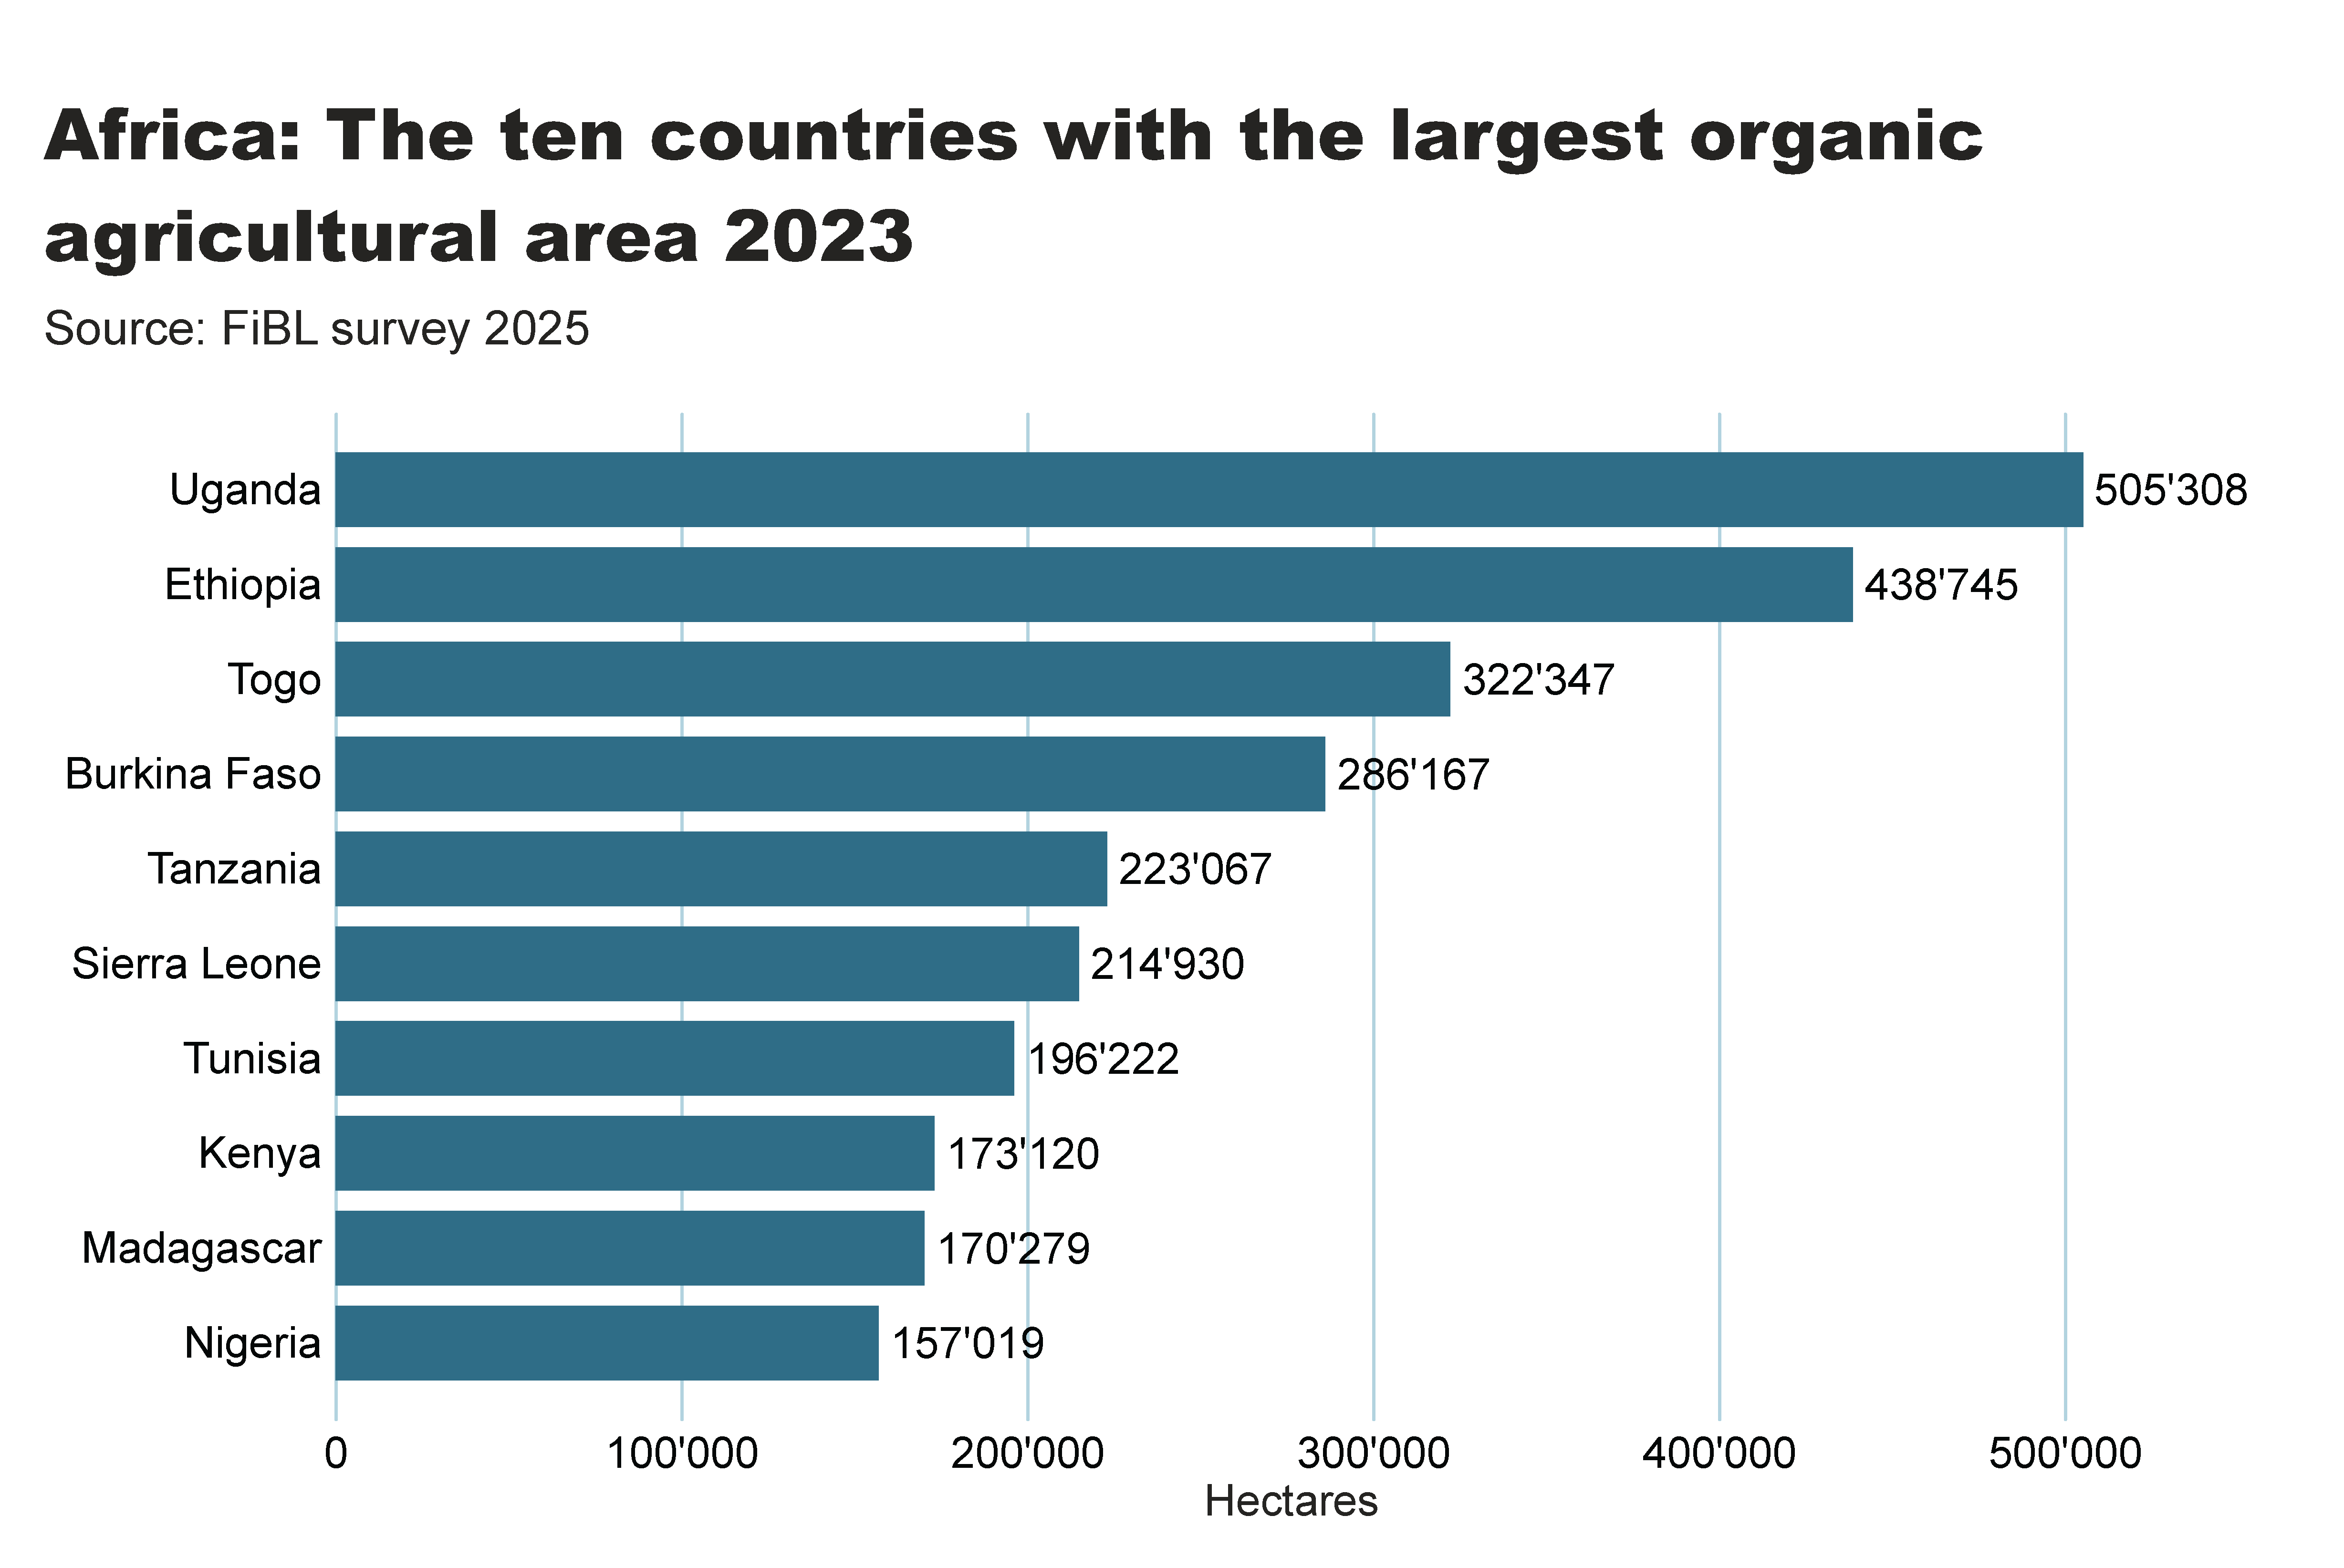 Africa: The ten countries with the largest organic
agricultural area 2023
Source: FiBL survey 2025
Uganda 505'308
Ethiopia 438'745
Togo 322'347
Burkina Faso 286'167
Tanzania 223'067
Sierra Leone 214'930
Tunisia 196'222
Kenya 173'120
Madagascar 170'279
Nigeria 157'019
0 100'000 200'000 300'000 400'000 500'000
Hectares